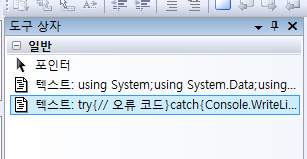 도구 상자
일반
포인터
텍스트: using System;using System.Data;using...
텍스트: try{// 오류 코드}catch{Console.WriteLi...